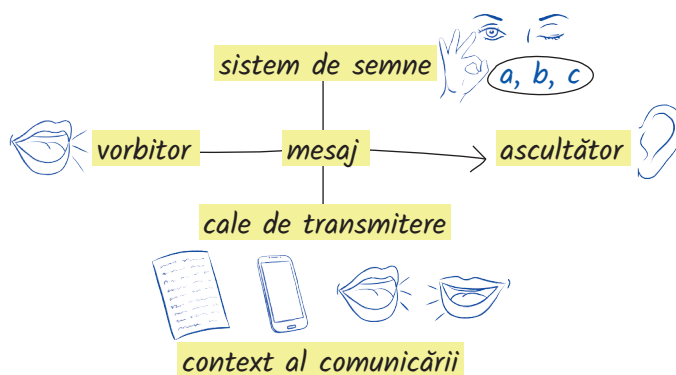 sistem de semne
a, b, c
vorbitor
mesaj
ascultător
cale de transmitere
context al comunicării